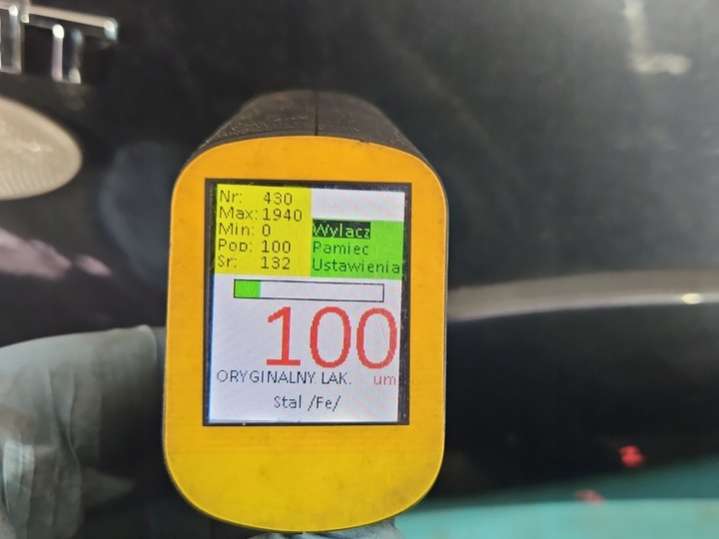 Nr: 430
Max: 1940
Min: 0
Pop: 100
Sr: 132
Wylacz
Pamiec
Ustawienia
100
ORYGINALNY LAK. um
Stal /Fe/